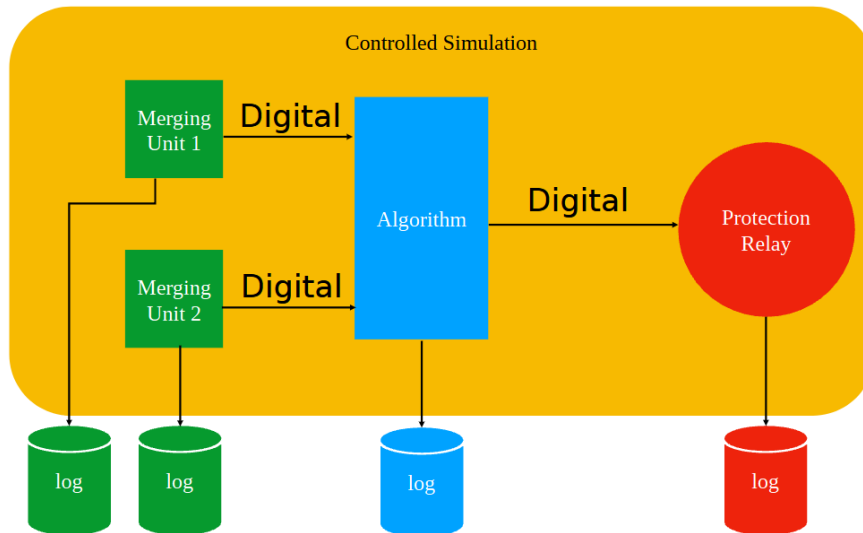 Controlled Simulation
Merging
Unit 1
Digital
Algorithm
Digital
Protection
Relay
Merging
Unit 2
Digital
log
log
log
log